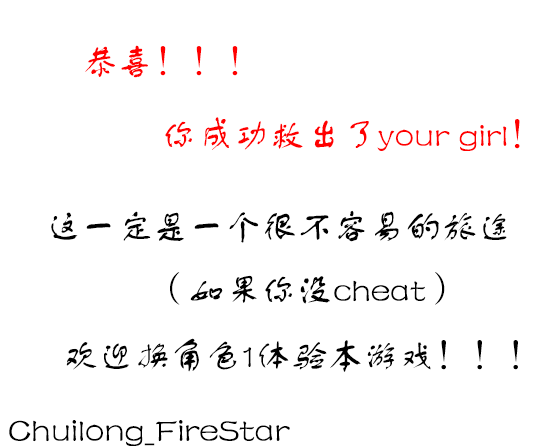 恭喜！！！
你成功救出了your girl!
这一定是一个很不容易的旅途
（如果你没cheat）
欢迎换角色1体验本游戏！！！
Chuilong_FireStar